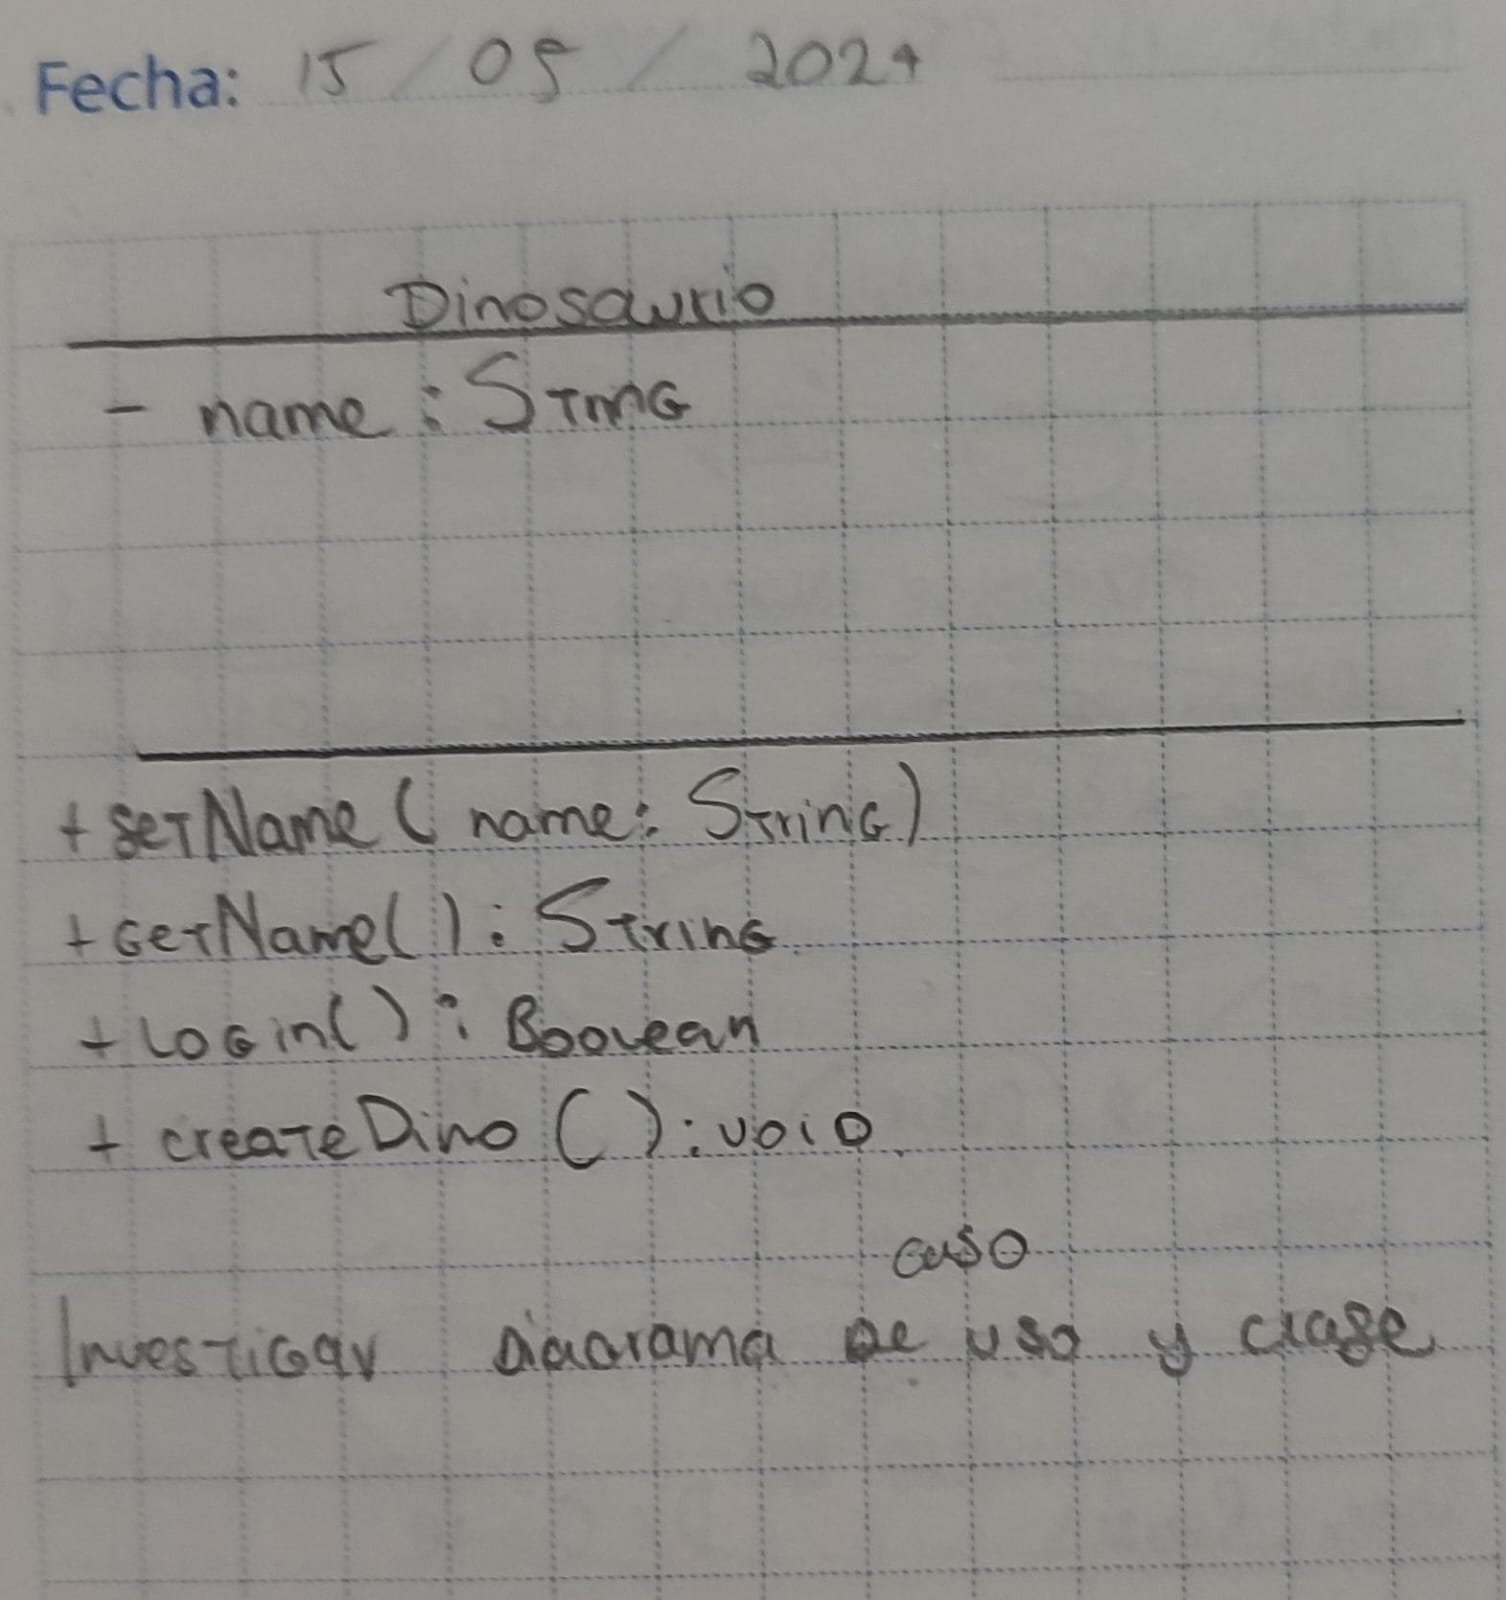 Fecha: 15 / 05 / 2024
Dinosaurio
- name : String
+ setName ( name: String)
+ getName( ) : String
+ Login( ) : Boolean
+ createDino ( ) : void
caso
Investigar diagrama de uso y clase